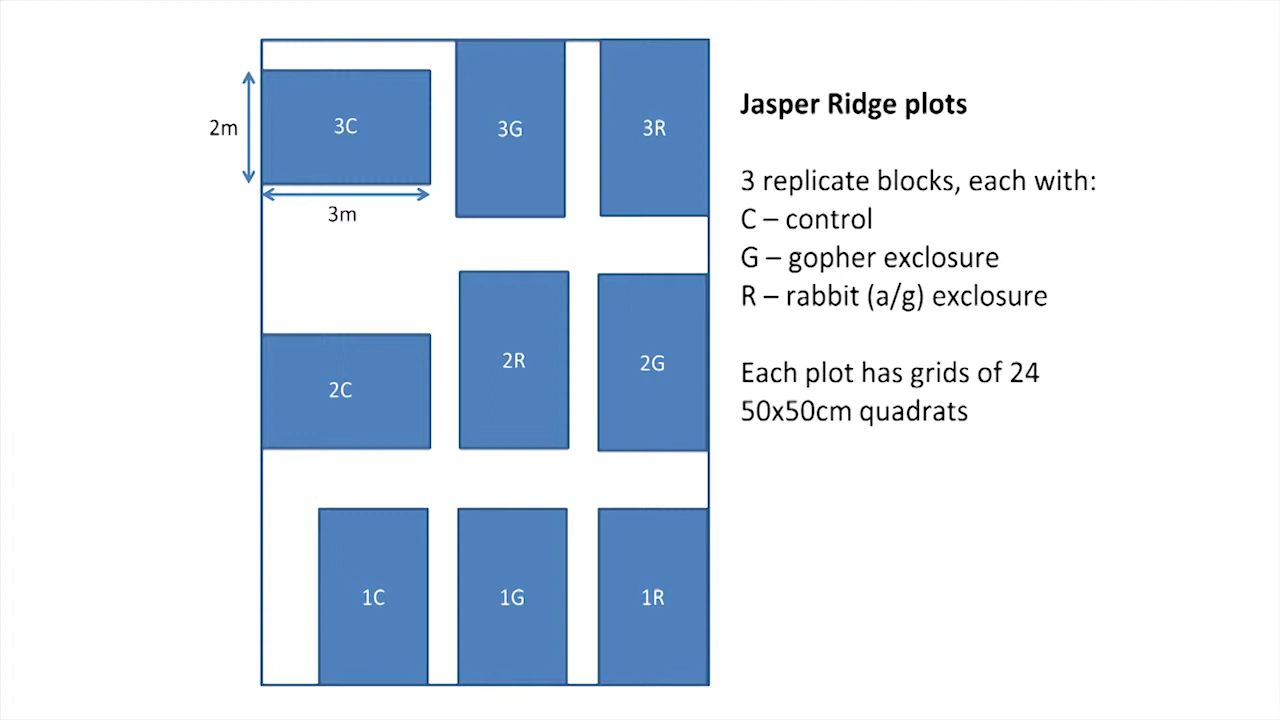 3C
3G
3R
2m
3m
2C
2R
2G
1C
1G
1R
Jasper Ridge plots
3 replicate blocks, each with:
C – control
G – gopher exclosure
R – rabbit (a/g) exclosure
Each plot has grids of 24
50x50cm quadrats